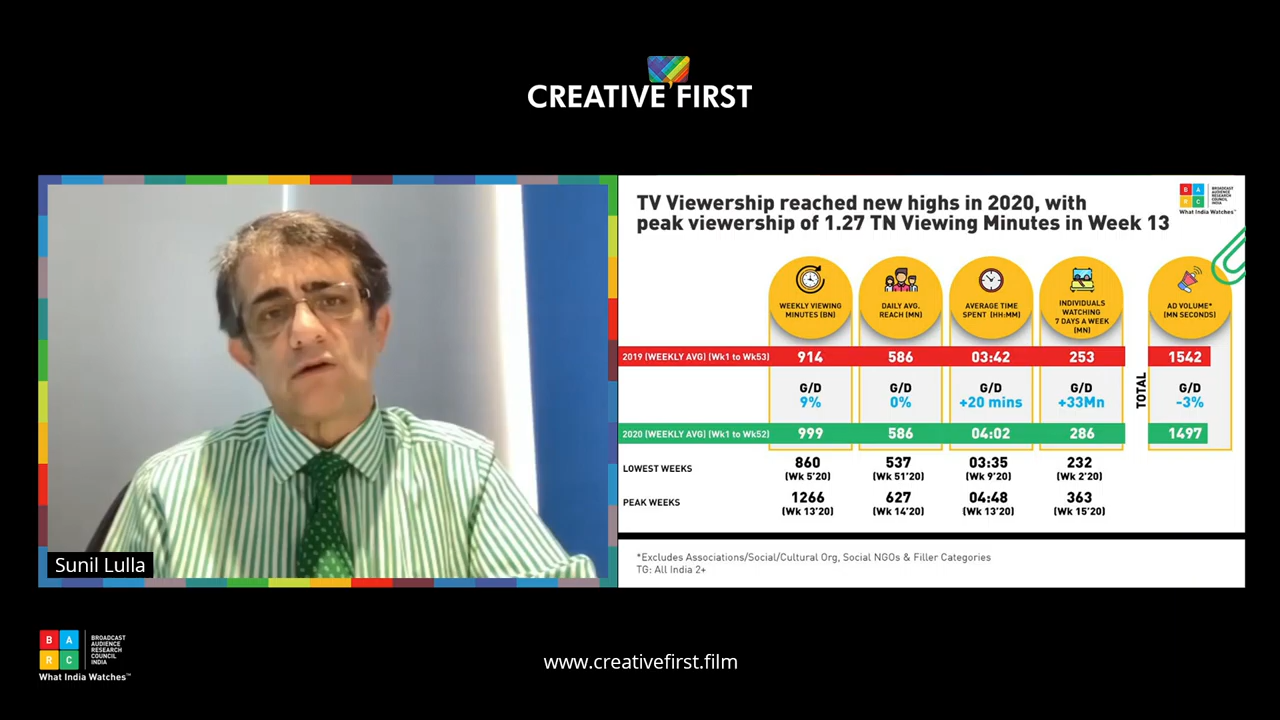 CREATIVE FIRST
TV Viewership reached new highs in 2020, with
peak viewership of 1.27 TN Viewing Minutes in Week 13
B A R C
BROADCAST
AUDIENCE
RESEARCH
COUNCIL
INDIA
What India Watches™
WEEKLY VIEWING
MINUTES (BN)
DAILY AVG.
REACH (MN)
AVERAGE TIME
SPENT (HH:MM)
INDIVIDUALS
WATCHING
7 DAYS A WEEK
(MN)
AD VOLUME*
(MN SECONDS)
2019 (WEEKLY AVG) (Wk1 to Wk53) 914 586 03:42 253 1542
G/D G/D G/D G/D G/D
9% 0% +20 mins +33Mn -3%
TOTAL
2020 (WEEKLY AVG) (Wk1 to Wk52) 999 586 04:02 286 1497
LOWEST WEEKS 860 537 03:35 232
(Wk 5'20) (Wk 51'20) (Wk 9'20) (Wk 2'20)
PEAK WEEKS 1266 627 04:48 363
(Wk 13'20) (Wk 14'20) (Wk 13'20) (Wk 15'20)
*Excludes Associations/Social/Cultural Org, Social NGOs & Filler Categories
TG: All India 2+
Sunil Lulla
B A
R C
BROADCAST
AUDIENCE
RESEARCH
COUNCIL
INDIA
What India Watches™
www.creativefirst.film